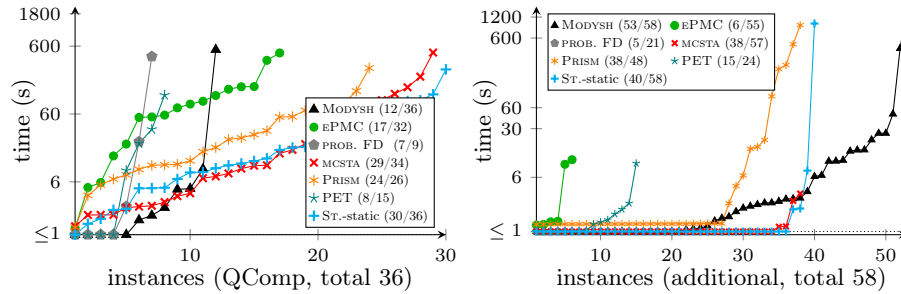 1800
600
60
6
≤1
time (s)
MODYSH (12/36)
EPMC (17/32)
PROB. FD (7/9)
MCSTA (29/34)
PRISM (24/26)
PET (8/15)
ST.-static (30/36)
10
20
30
instances (QComp, total 36)
1200
600
60
30
6
≤1
time (s)
MODYSH (53/58)
EPMC (6/55)
PROB. FD (5/21)
MCSTA (38/57)
PRISM (38/48)
PET (15/24)
ST.-static (40/58)
10
20
30
40
50
instances (additional, total 58)